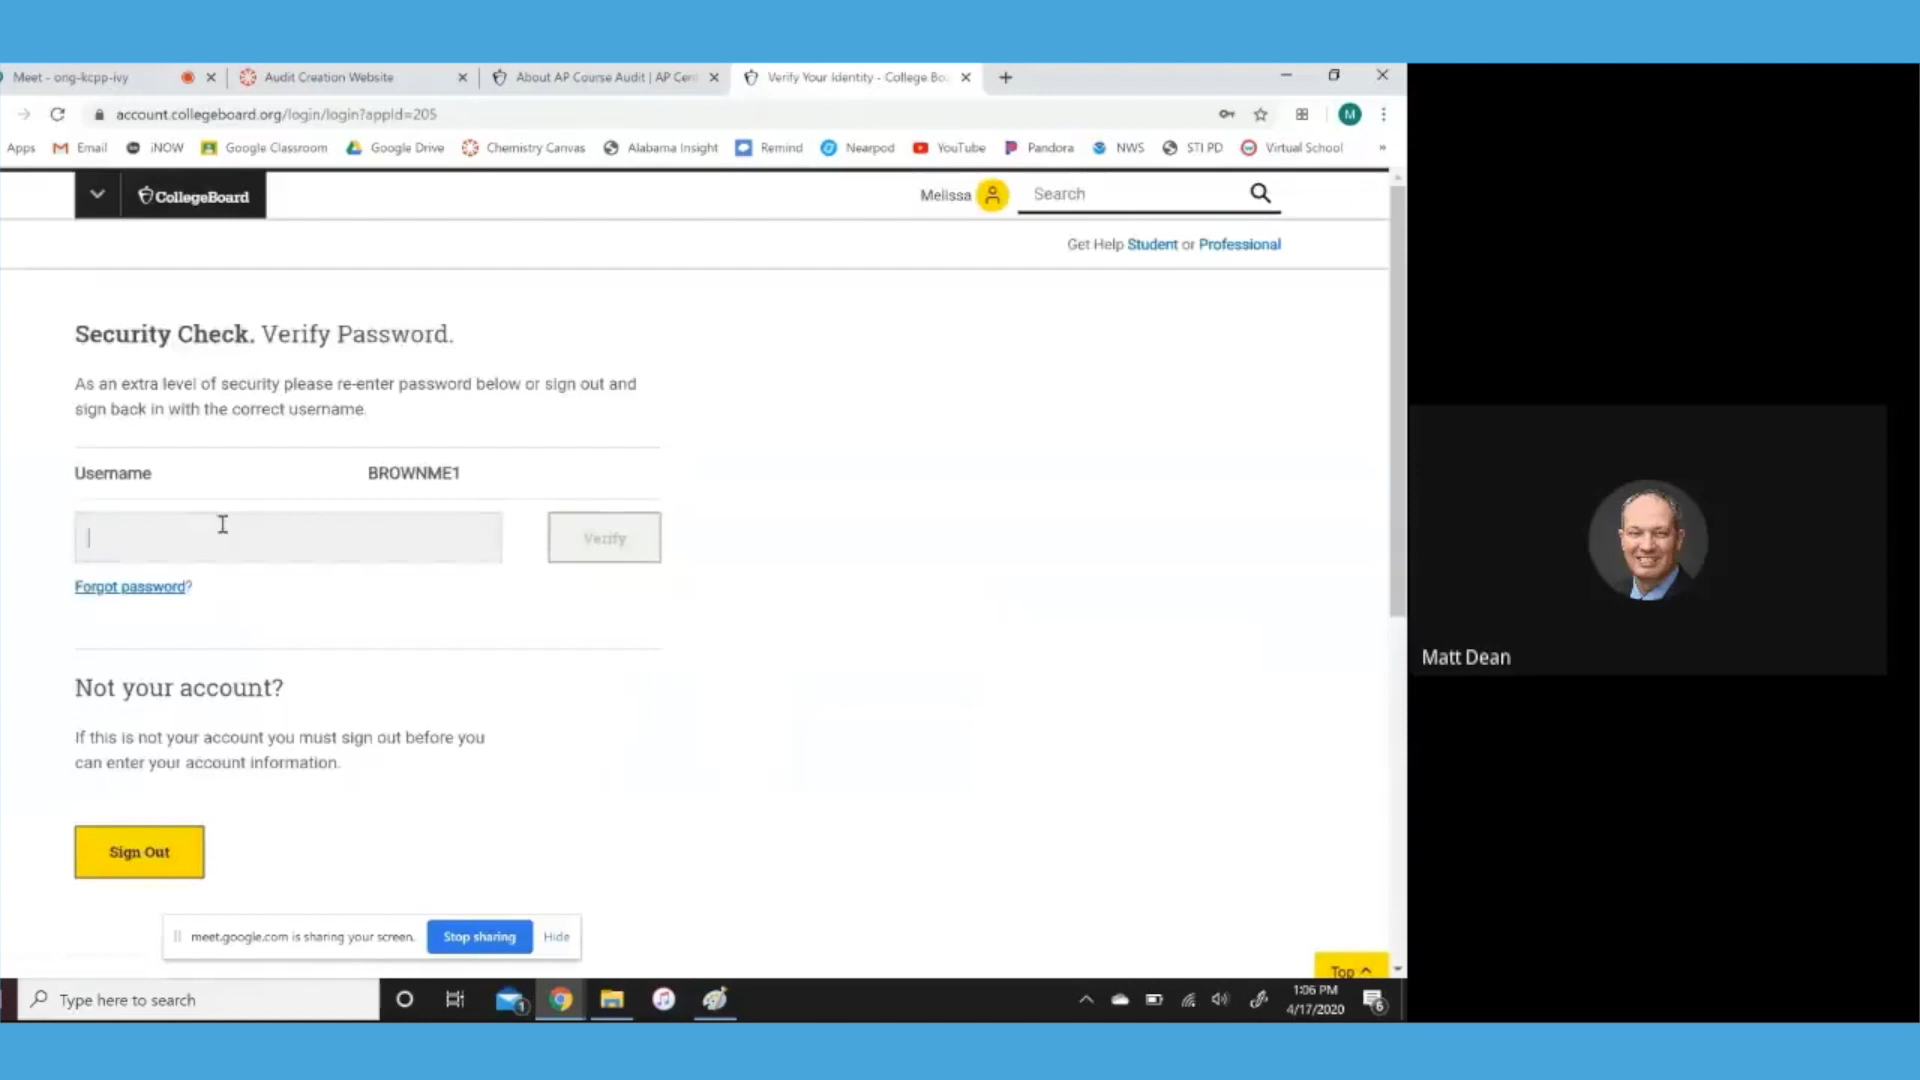 Meet - ong-kcpp-ivy
Audit Creation Website
About AP Course Audit | AP Cen
Verify Your Identity - College Bo
account.collegeboard.org/login/login?appId=205
M
Apps
Email
iNOW
Google Classroom
Google Drive
Chemistry Canvas
Alabama Insight
Remind
Nearpod
YouTube
Pandora
NWS
STI PD
Virtual School
»
CollegeBoard
Melissa
Search
Get Help Student or Professional
Security Check. Verify Password.
As an extra level of security please re-enter password below or sign out and
sign back in with the correct username.
Username
BROWNME1
Verify
Forgot password?
Not your account?
If this is not your account you must sign out before you
can enter your account information.
Sign Out
meet.google.com is sharing your screen.
Stop sharing
Hide
Top
Matt Dean
Type here to search
1
1:06 PM
4/17/2020
6